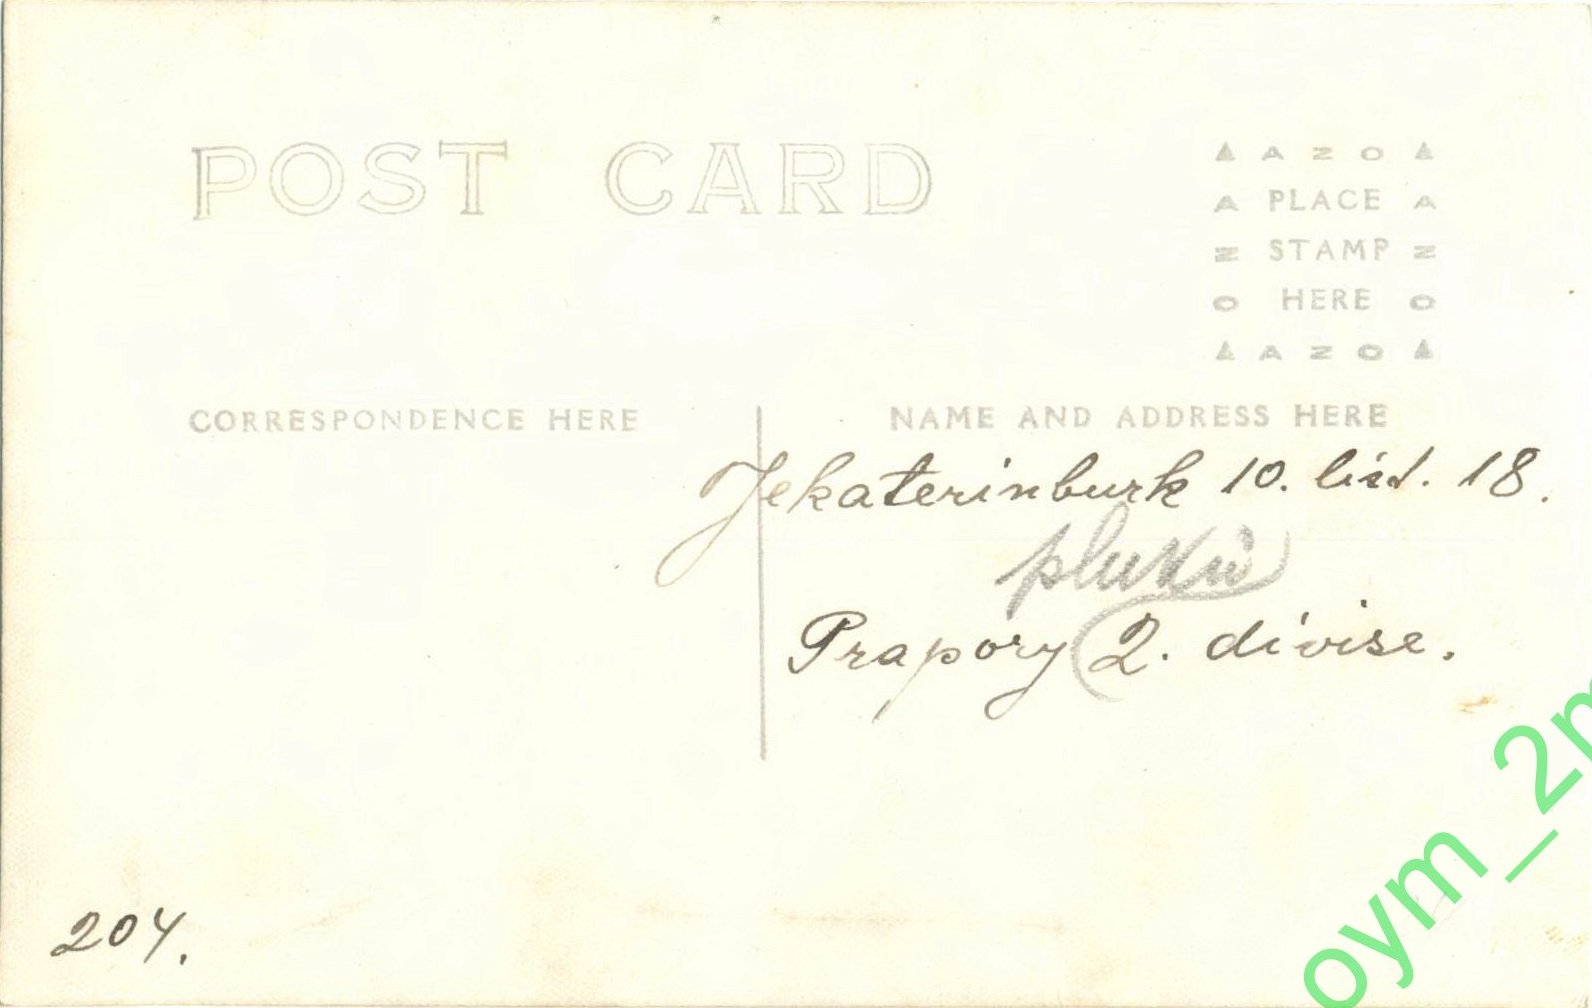 POST CARD
▲ A Z O ▲
A PLACE A
Z STAMP Z
O HERE O
▲ A Z O ▲
CORRESPONDENCE HERE
NAME AND ADDRESS HERE
Jekaterinburk 10. list. 18.
pluků
Prapory 2. divise.
204.
oym_2